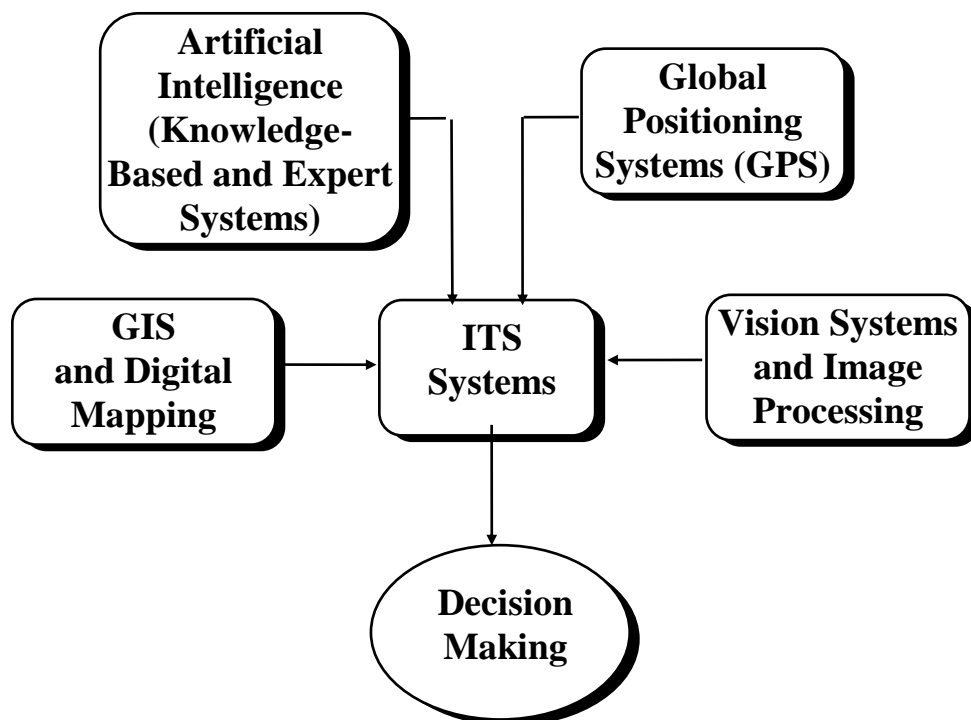 Artificial
Intelligence
(Knowledge-
Based and Expert
Systems)
Global
Positioning
Systems (GPS)
GIS
and Digital
Mapping
ITS
Systems
Vision Systems
and Image
Processing
Decision
Making